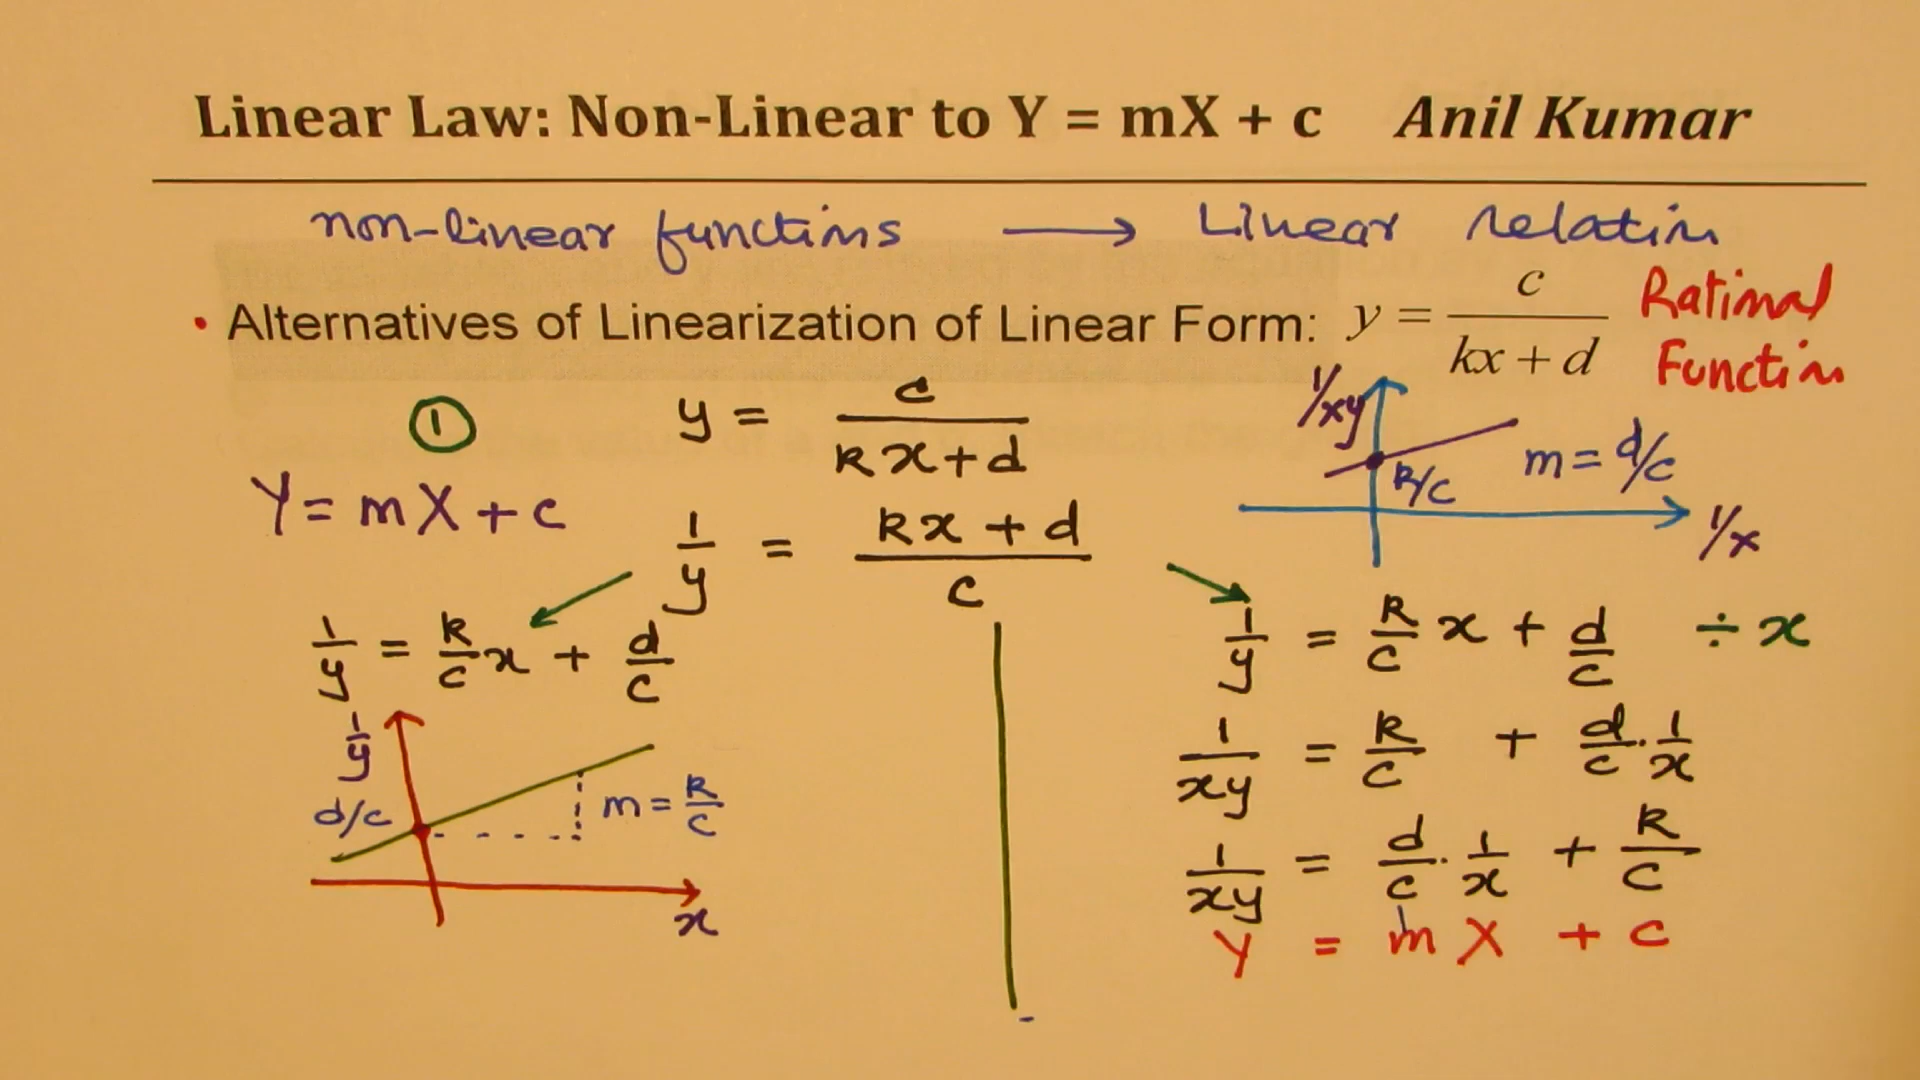 Linear Law: Non-Linear to Y = mX + c Anil Kumar
non-linear functions → Linear relation
• Alternatives of Linearization of Linear Form: y = c / (kx + d) Rational Function
① y = c / (kx + d)
Y = mX + c
1/y = (kx + d) / c
1/xy
k/c m = d/c
1/x
1/y = k/c x + d/c
1/y
d/c m = k/c
x
1/y = k/c x + d/c ÷ x
1/xy = k/c + d/c · 1/x
1/xy = d/c · 1/x + k/c
Y = m X + c